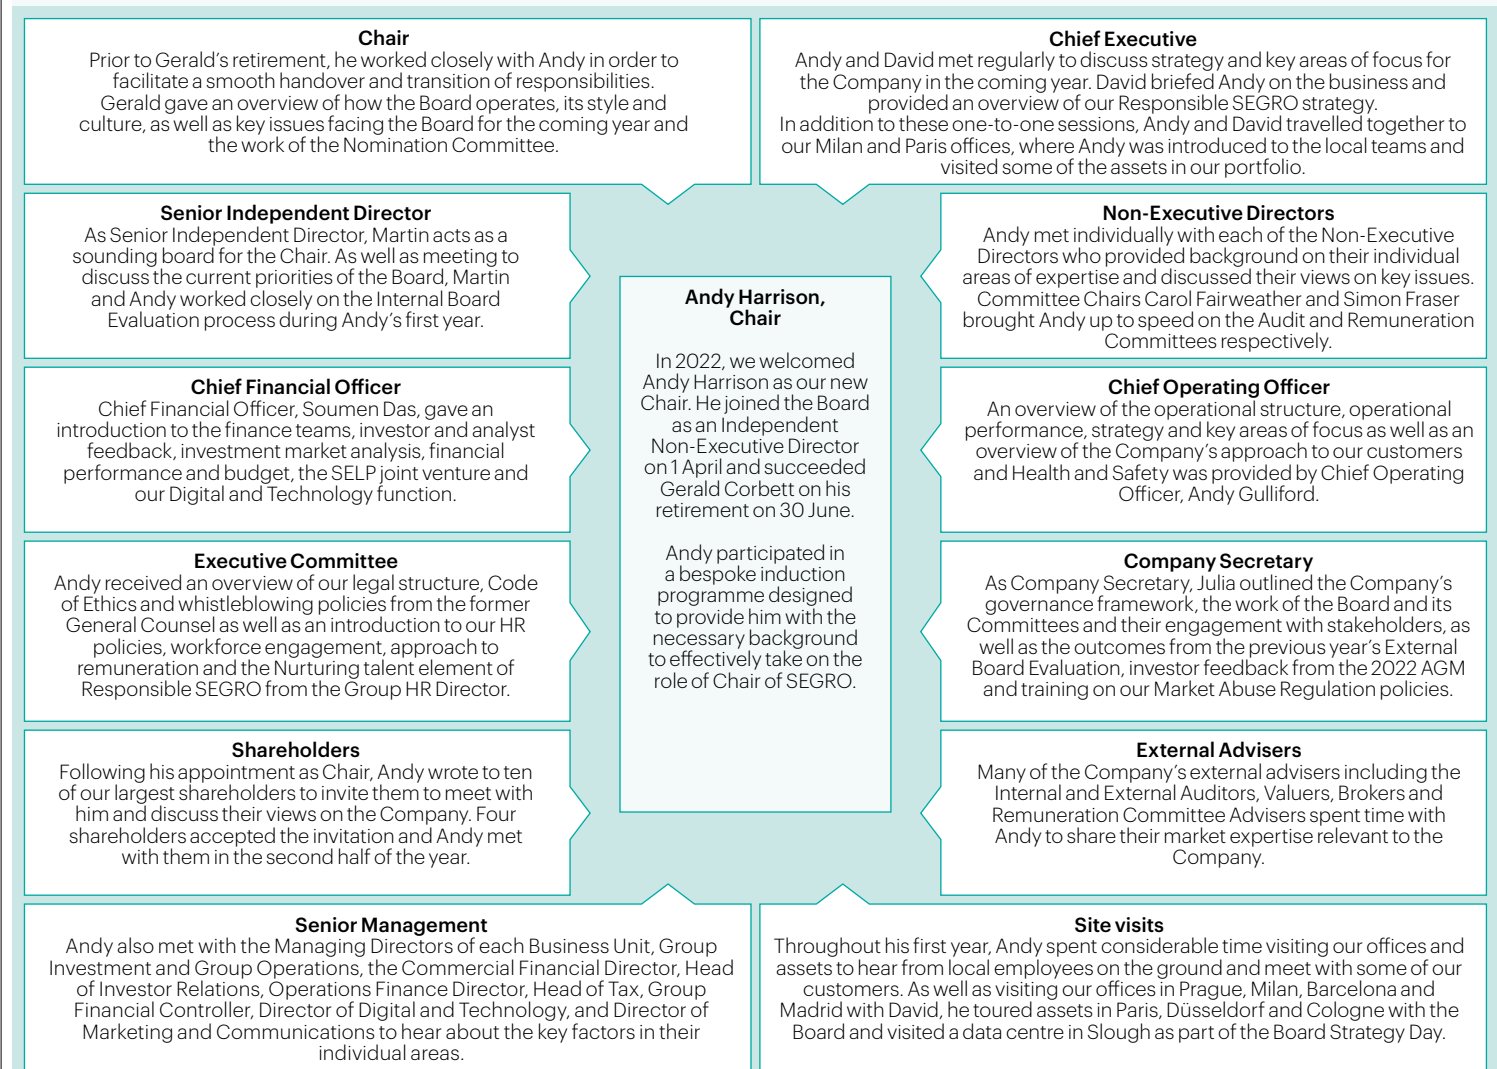 Chair
Prior to Gerald's retirement, he worked closely with Andy in order to
facilitate a smooth handover and transition of responsibilities.
Gerald gave an overview of how the Board operates, its style and
culture, as well as key issues facing the Board for the coming year and
the work of the Nomination Committee.
Chief Executive
Andy and David met regularly to discuss strategy and key areas of focus for
the Company in the coming year. David briefed Andy on the business and
provided an overview of our Responsible SEGRO strategy.
In addition to these one-to-one sessions, Andy and David travelled together to
our Milan and Paris offices, where Andy was introduced to the local teams and
visited some of the assets in our portfolio.
Senior Independent Director
As Senior Independent Director, Martin acts as a
sounding board for the Chair. As well as meeting to
discuss the current priorities of the Board, Martin
and Andy worked closely on the Internal Board
Evaluation process during Andy's first year.
Non-Executive Directors
Andy met individually with each of the Non-Executive
Directors who provided background on their individual
areas of expertise and discussed their views on key issues.
Committee Chairs Carol Fairweather and Simon Fraser
brought Andy up to speed on the Audit and Remuneration
Committees respectively.
Andy Harrison,
Chair
In 2022, we welcomed
Andy Harrison as our new
Chair. He joined the Board
as an Independent
Non-Executive Director
on 1 April and succeeded
Gerald Corbett on his
retirement on 30 June.
Andy participated in
a bespoke induction
programme designed
to provide him with the
necessary background
to effectively take on the
role of Chair of SEGRO.
Chief Financial Officer
Chief Financial Officer, Soumen Das, gave an
introduction to the finance teams, investor and analyst
feedback, investment market analysis, financial
performance and budget, the SELP joint venture and
our Digital and Technology function.
Chief Operating Officer
An overview of the operational structure, operational
performance, strategy and key areas of focus as well as an
overview of the Company's approach to our customers
and Health and Safety was provided by Chief Operating
Officer, Andy Gulliford.
Executive Committee
Andy received an overview of our legal structure, Code
of Ethics and whistleblowing policies from the former
General Counsel as well as an introduction to our HR
policies, workforce engagement, approach to
remuneration and the Nurturing talent element of
Responsible SEGRO from the Group HR Director.
Company Secretary
As Company Secretary, Julia outlined the Company's
governance framework, the work of the Board and its
Committees and their engagement with stakeholders, as
well as the outcomes from the previous year's External
Board Evaluation, investor feedback from the 2022 AGM
and training on our Market Abuse Regulation policies.
Shareholders
Following his appointment as Chair, Andy wrote to ten
of our largest shareholders to invite them to meet with
him and discuss their views on the Company. Four
shareholders accepted the invitation and Andy met
with them in the second half of the year.
External Advisers
Many of the Company's external advisers including the
Internal and External Auditors, Valuers, Brokers and
Remuneration Committee Advisers spent time with
Andy to share their market expertise relevant to the
Company.
Senior Management
Andy also met with the Managing Directors of each Business Unit, Group
Investment and Group Operations, the Commercial Financial Director, Head
of Investor Relations, Operations Finance Director, Head of Tax, Group
Financial Controller, Director of Digital and Technology, and Director of
Marketing and Communications to hear about the key factors in their
individual areas.
Site visits
Throughout his first year, Andy spent considerable time visiting our offices and
assets to hear from local employees on the ground and meet with some of our
customers. As well as visiting our offices in Prague, Milan, Barcelona and
Madrid with David, he toured assets in Paris, Düsseldorf and Cologne with the
Board and visited a data centre in Slough as part of the Board Strategy Day.